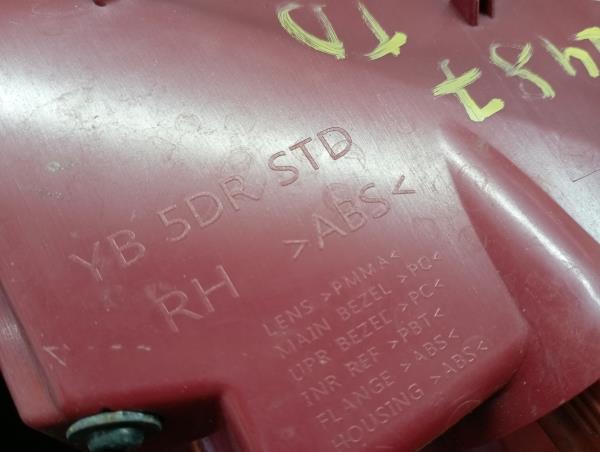 YB 5DR STD
RH >ABS<
LENS >PMMA<
MAIN BEZEL >PC<
UPR BEZEL >PC<
INR REF >PBT<
FLANGE >ABS<
HOUSING >ABS<